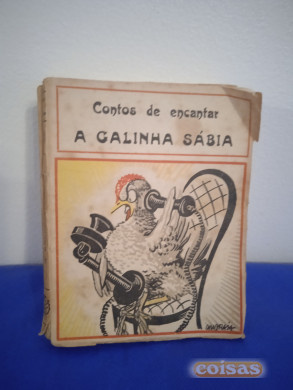 Contos de encantar
A GALINHA SÁBIA
coisas